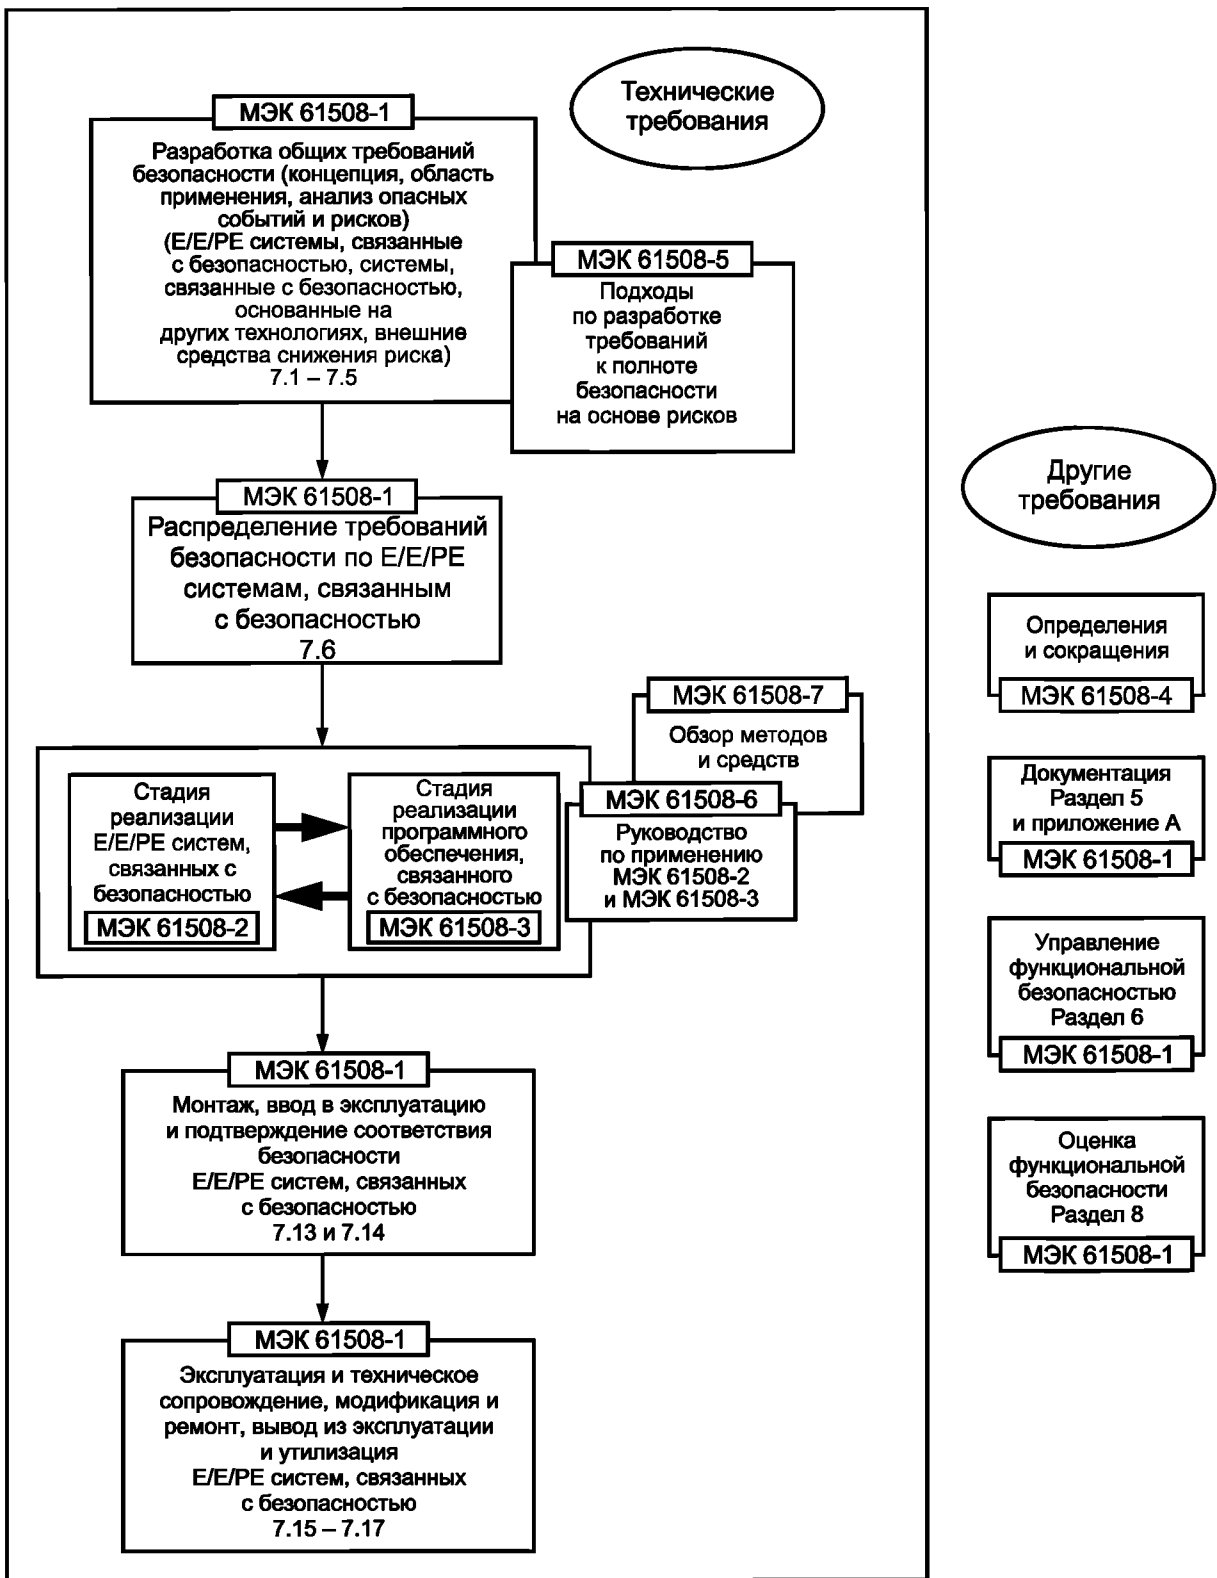 Технические
требования
МЭК 61508-1
Разработка общих требований
безопасности (концепция, область
применения, анализ опасных
событий и рисков)
(E/E/PE системы, связанные
с безопасностью, системы,
связанные с безопасностью,
основанные на
других технологиях, внешние
средства снижения риска)
7.1 – 7.5
МЭК 61508-5
Подходы
по разработке
требований
к полноте
безопасности
на основе рисков
МЭК 61508-1
Распределение требований
безопасности по E/E/PE
системам, связанным
с безопасностью
7.6
МЭК 61508-7
Обзор методов
и средств
МЭК 61508-6
Руководство
по применению
МЭК 61508-2
и МЭК 61508-3
Стадия
реализации
E/E/PE систем,
связанных с
безопасностью
МЭК 61508-2
Стадия
реализации
программного
обеспечения,
связанного
с безопасностью
МЭК 61508-3
МЭК 61508-1
Монтаж, ввод в эксплуатацию
и подтверждение соответствия
безопасности
E/E/PE систем, связанных
с безопасностью
7.13 и 7.14
МЭК 61508-1
Эксплуатация и техническое
сопровождение, модификация и
ремонт, вывод из эксплуатации
и утилизация
E/E/PE систем, связанных
с безопасностью
7.15 – 7.17
Другие
требования
Определения
и сокращения
МЭК 61508-4
Документация
Раздел 5
и приложение А
МЭК 61508-1
Управление
функциональной
безопасностью
Раздел 6
МЭК 61508-1
Оценка
функциональной
безопасности
Раздел 8
МЭК 61508-1